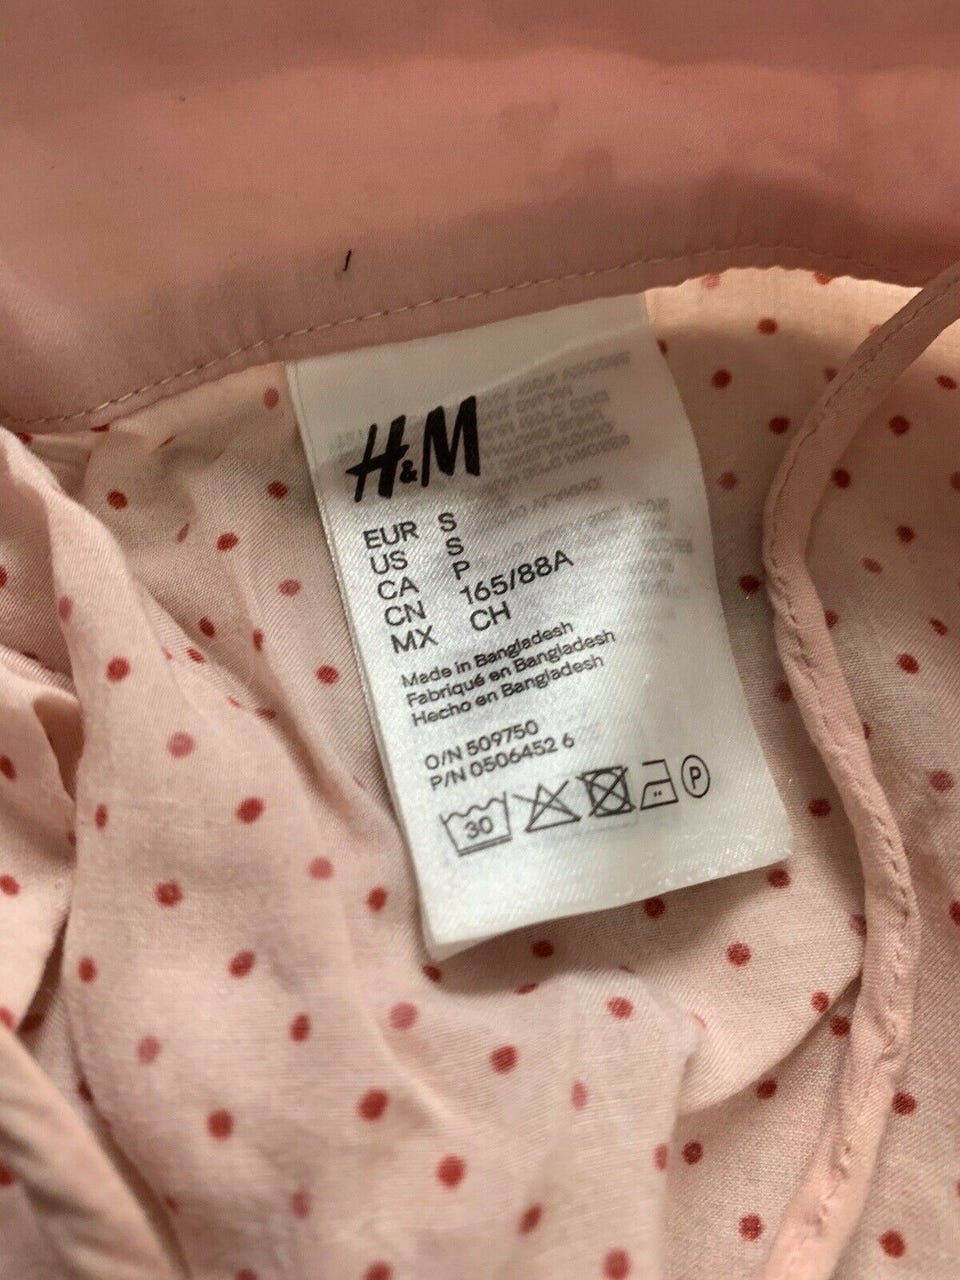 H&M
EUR S
US S
CA P
CN 165/88A
MX CH
Made in Bangladesh
Fabriqué en Bangladesh
Hecho en Bangladesh
O/N 509750
P/N 0506452 6
30
P